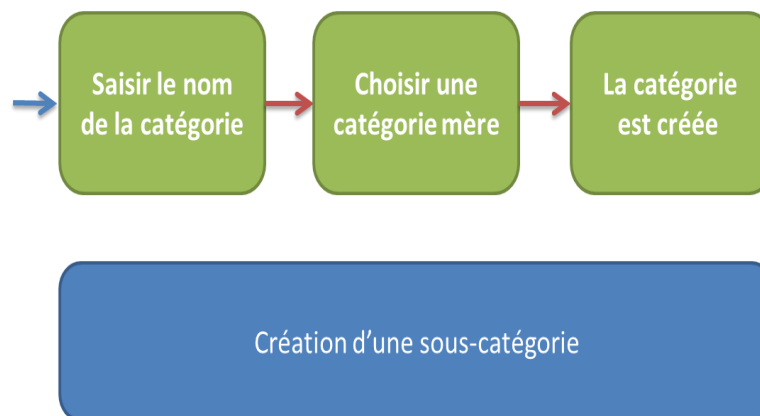 Saisir le nom
de la catégorie
Choisir une
catégorie mère
La catégorie
est créée
Création d’une sous-catégorie